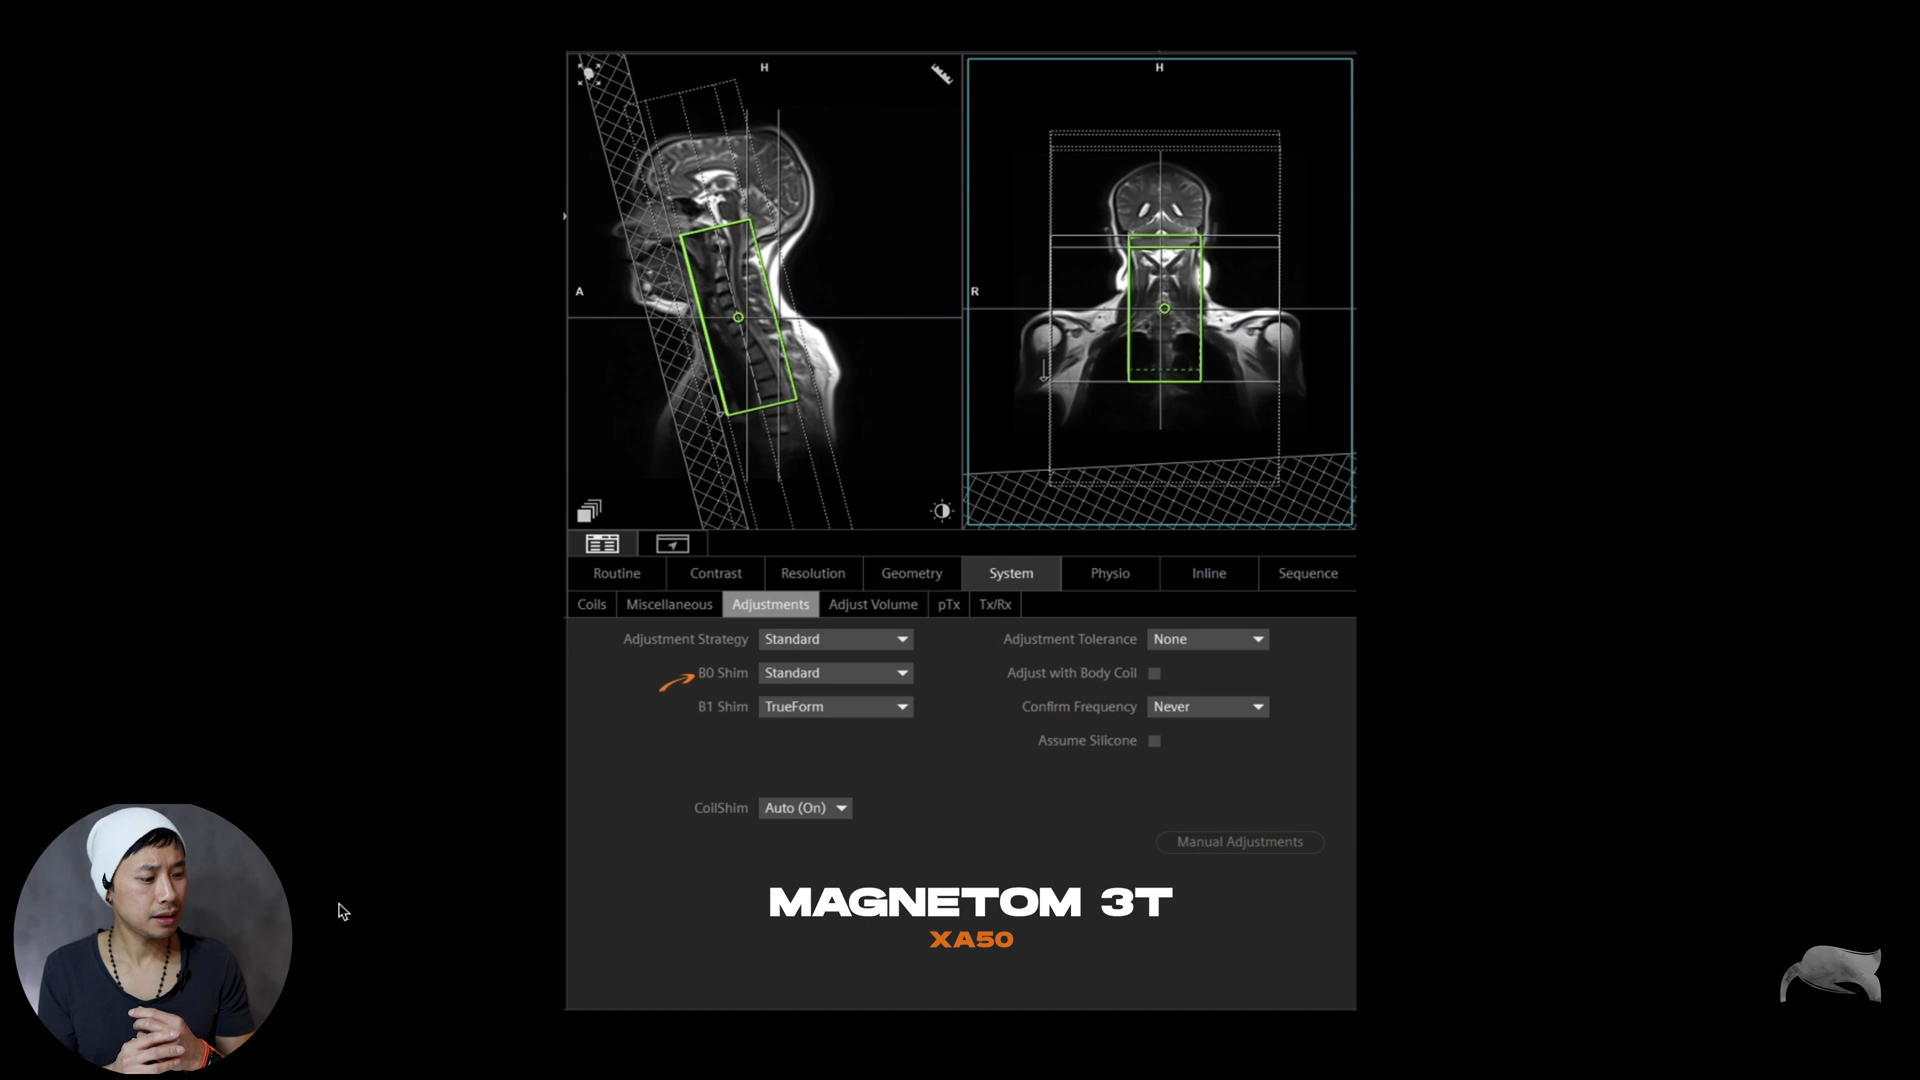 H
H
A
R
Routine Contrast Resolution Geometry System Physio Inline Sequence
Coils Miscellaneous Adjustments Adjust Volume pTx Tx/Rx
Adjustment Strategy Standard Adjustment Tolerance None
B0 Shim Standard Adjust with Body Coil
B1 Shim TrueForm Confirm Frequency Never
Assume Silicone
CoilShim Auto (On)
Manual Adjustments
MAGNETOM 3T
XA50